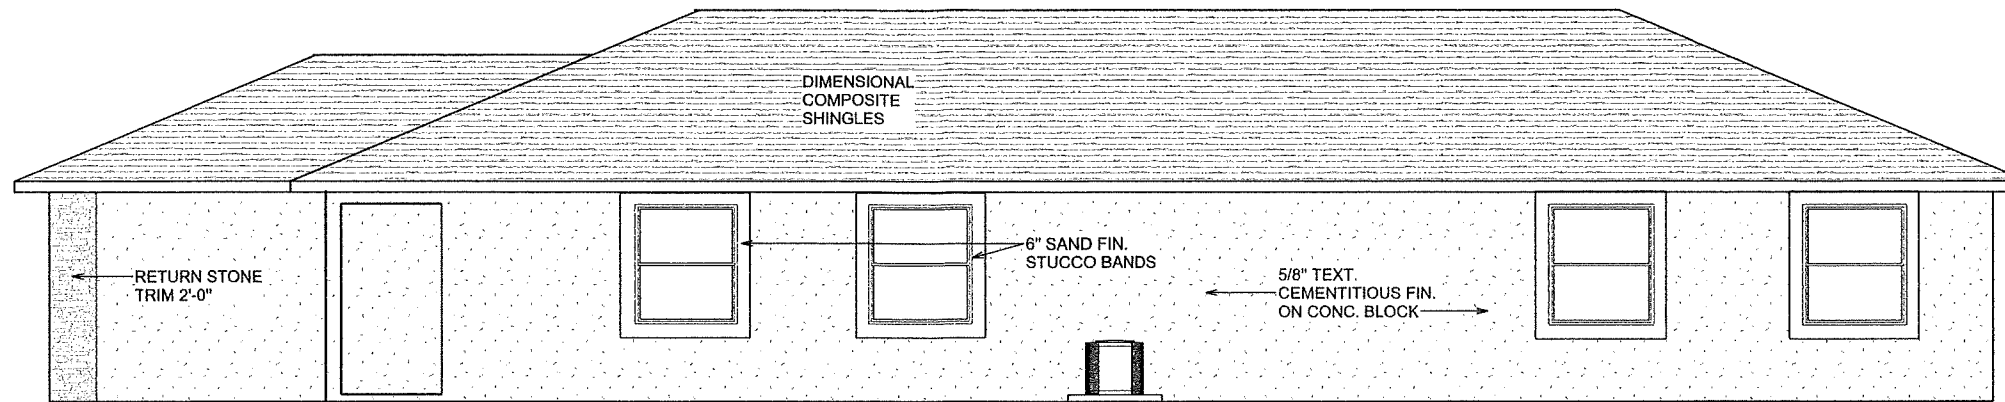 DIMENSIONAL
COMPOSITE
SHINGLES
6" SAND FIN.
STUCCO BANDS
RETURN STONE
TRIM 2'-0"
5/8" TEXT.
CEMENTITIOUS FIN.
ON CONC. BLOCK